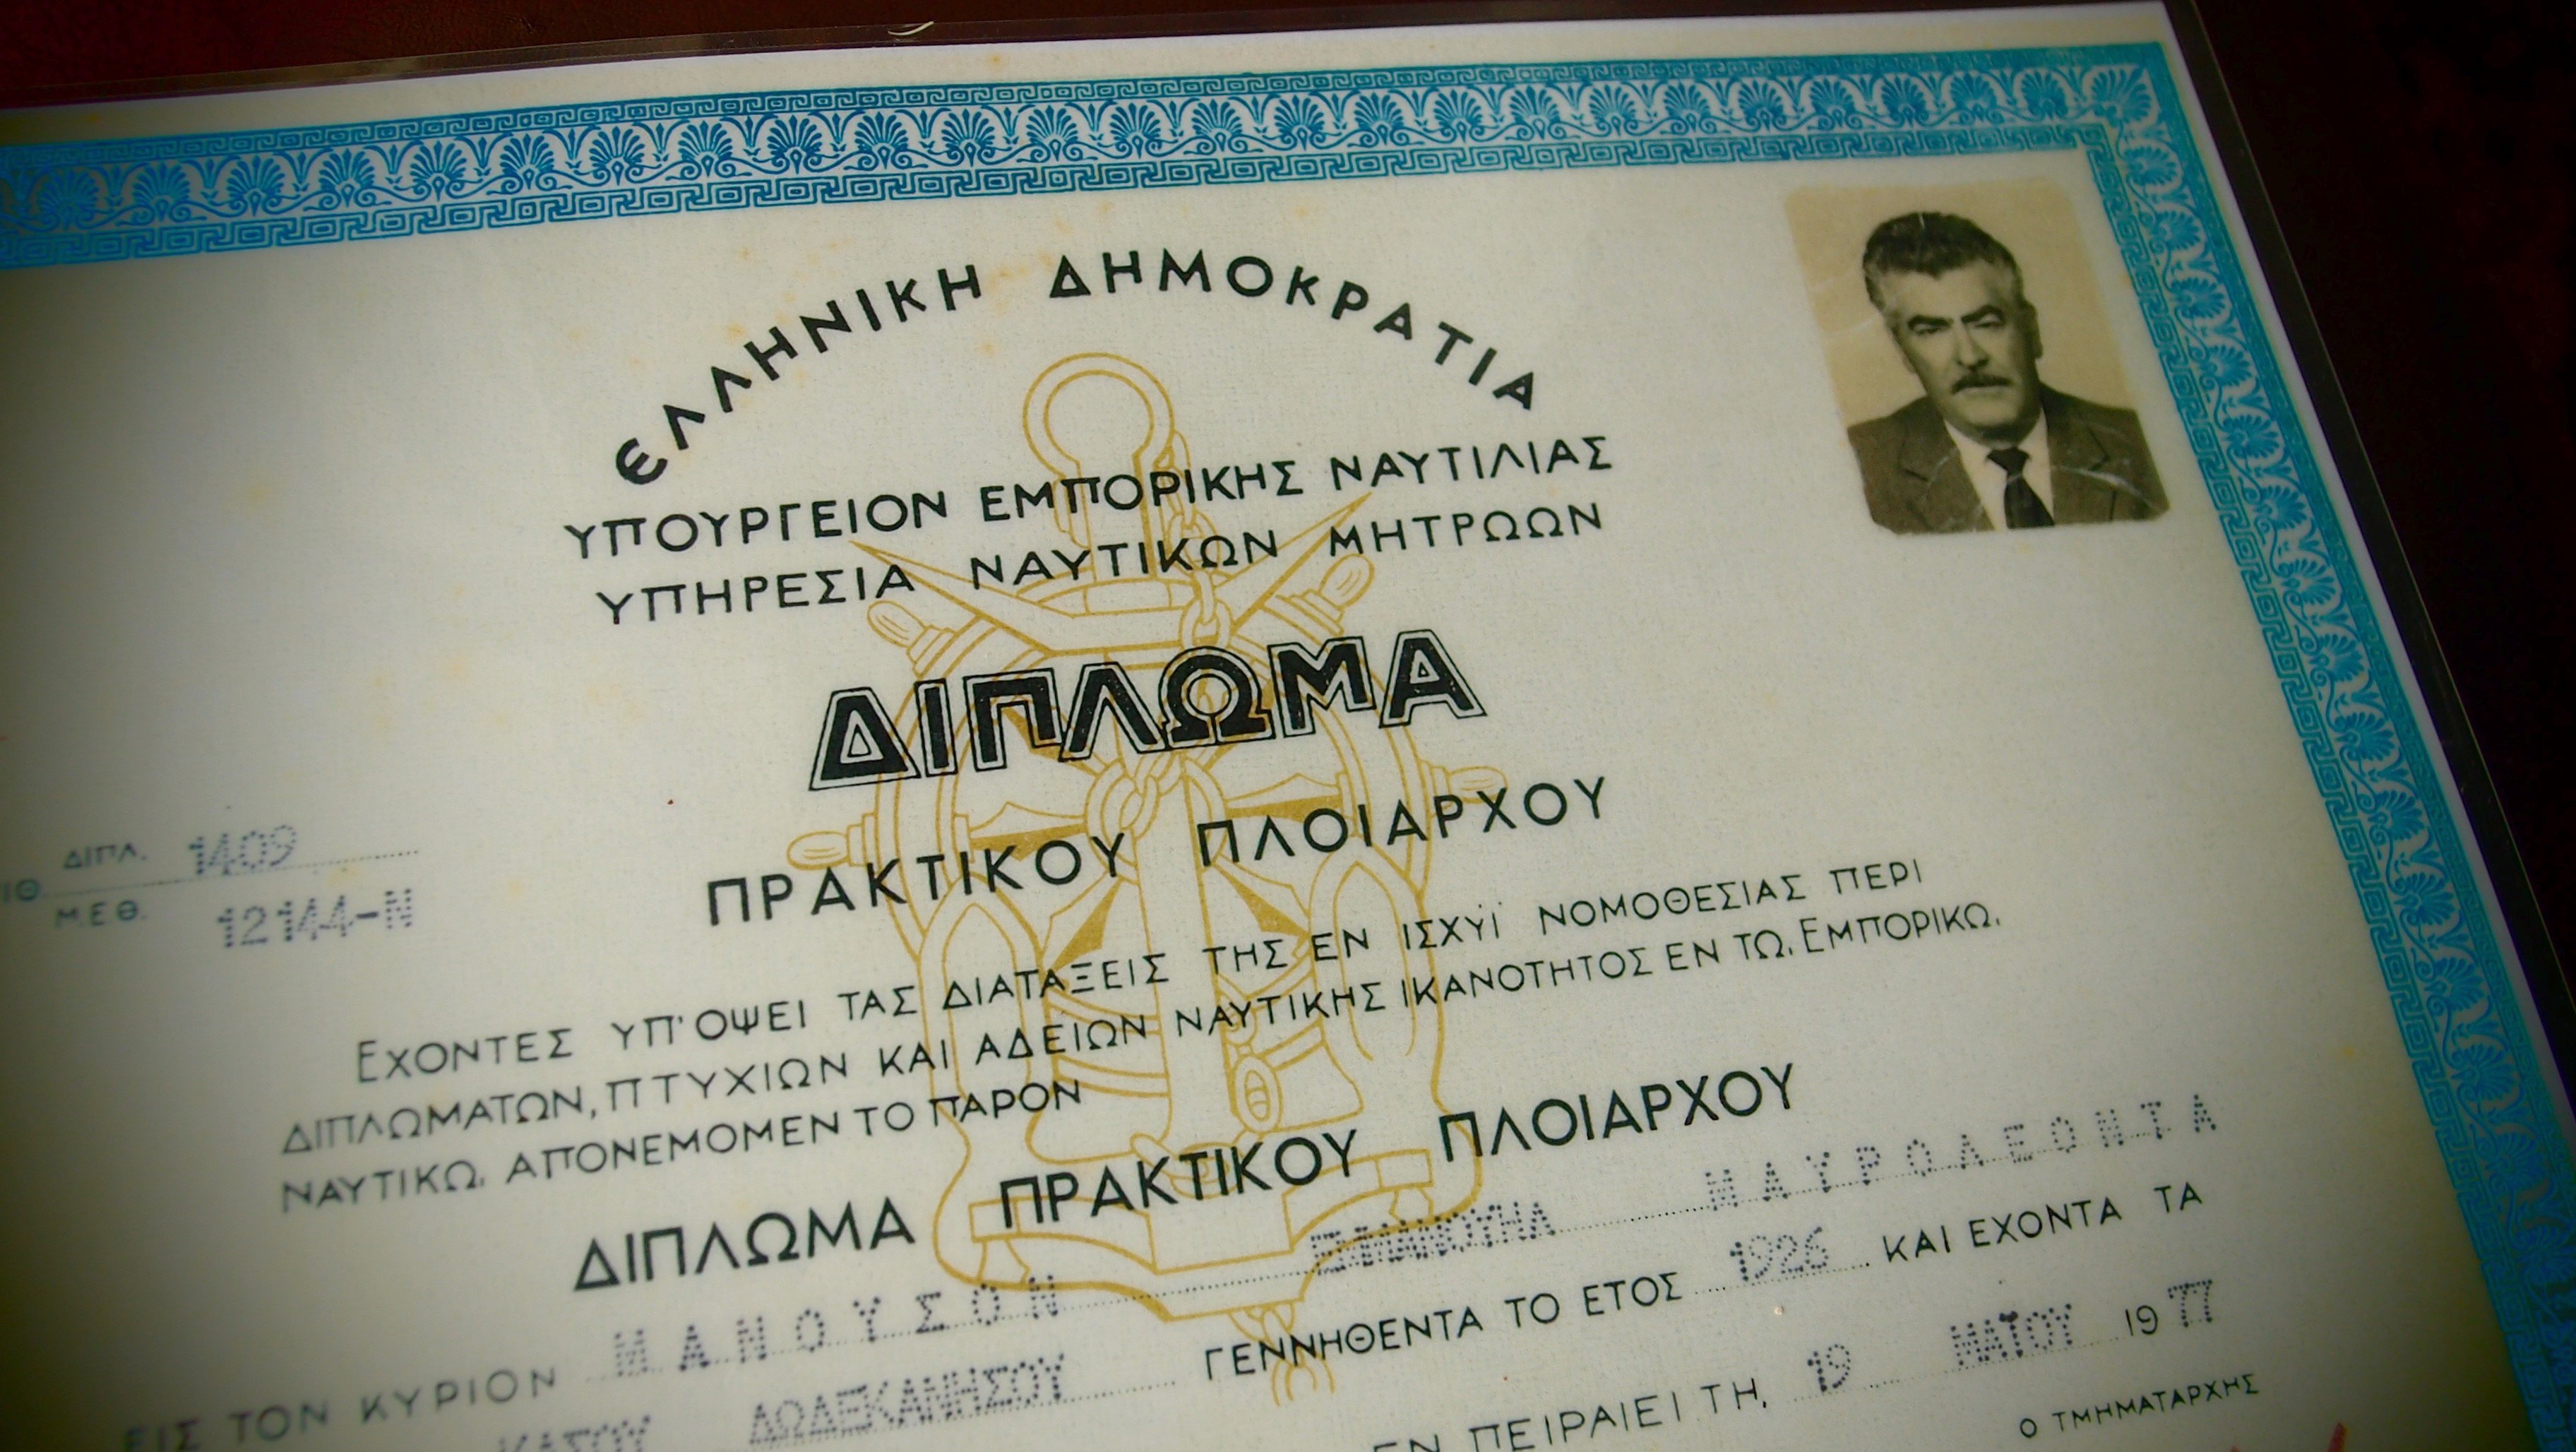 ΕΛΛΗΝΙΚΗ ΔΗΜΟΚΡΑΤΙΑ
ΥΠΟΥΡΓΕΙΟΝ ΕΜΠΟΡΙΚΗΣ ΝΑΥΤΙΛΙΑΣ
ΥΠΗΡΕΣΙΑ ΝΑΥΤΙΚΩΝ ΜΗΤΡΩΩΝ
ΔΙΠΛΩΜΑ
ΠΡΑΚΤΙΚΟΥ ΠΛΟΙΑΡΧΟΥ
ΔΙΠΛ. 1409
ΜΕΘ. 12144-Ν
ΕΧΟΝΤΕΣ ΥΠ'ΟΨΕΙ ΤΑΣ ΔΙΑΤΑΞΕΙΣ ΤΗΣ ΕΝ ΙΣΧΥΪ ΝΟΜΟΘΕΣΙΑΣ ΠΕΡΙ
ΔΙΠΛΩΜΑΤΩΝ, ΠΤΥΧΙΩΝ ΚΑΙ ΑΔΕΙΩΝ ΝΑΥΤΙΚΗΣ ΙΚΑΝΟΤΗΤΟΣ ΕΝ ΤΩ, ΕΜΠΟΡΙΚΩ,
ΝΑΥΤΙΚΩ, ΑΠΟΝΕΜΟΜΕΝ ΤΟ ΠΑΡΟΝ
ΔΙΠΛΩΜΑ ΠΡΑΚΤΙΚΟΥ ΠΛΟΙΑΡΧΟΥ
ΕΙΣ ΤΟΝ ΚΥΡΙΟΝ ΜΑΝΟΥΣΟΝ ΕΜΜΑΝΟΥΗΛ ΜΑΥΡΟΛΕΟΝΤΑ
ΚΑΣΟΥ ΔΩΔΕΚΑΝΗΣΟΥ ΓΕΝΝΗΘΕΝΤΑ ΤΟ ΕΤΟΣ 1926 ΚΑΙ ΕΧΟΝΤΑ ΤΑ
ΕΝ ΠΕΙΡΑΙΕΙ ΤΗ, 19 ΜΑΪΟΥ 1977
Ο ΤΜΗΜΑΤΑΡΧΗΣ